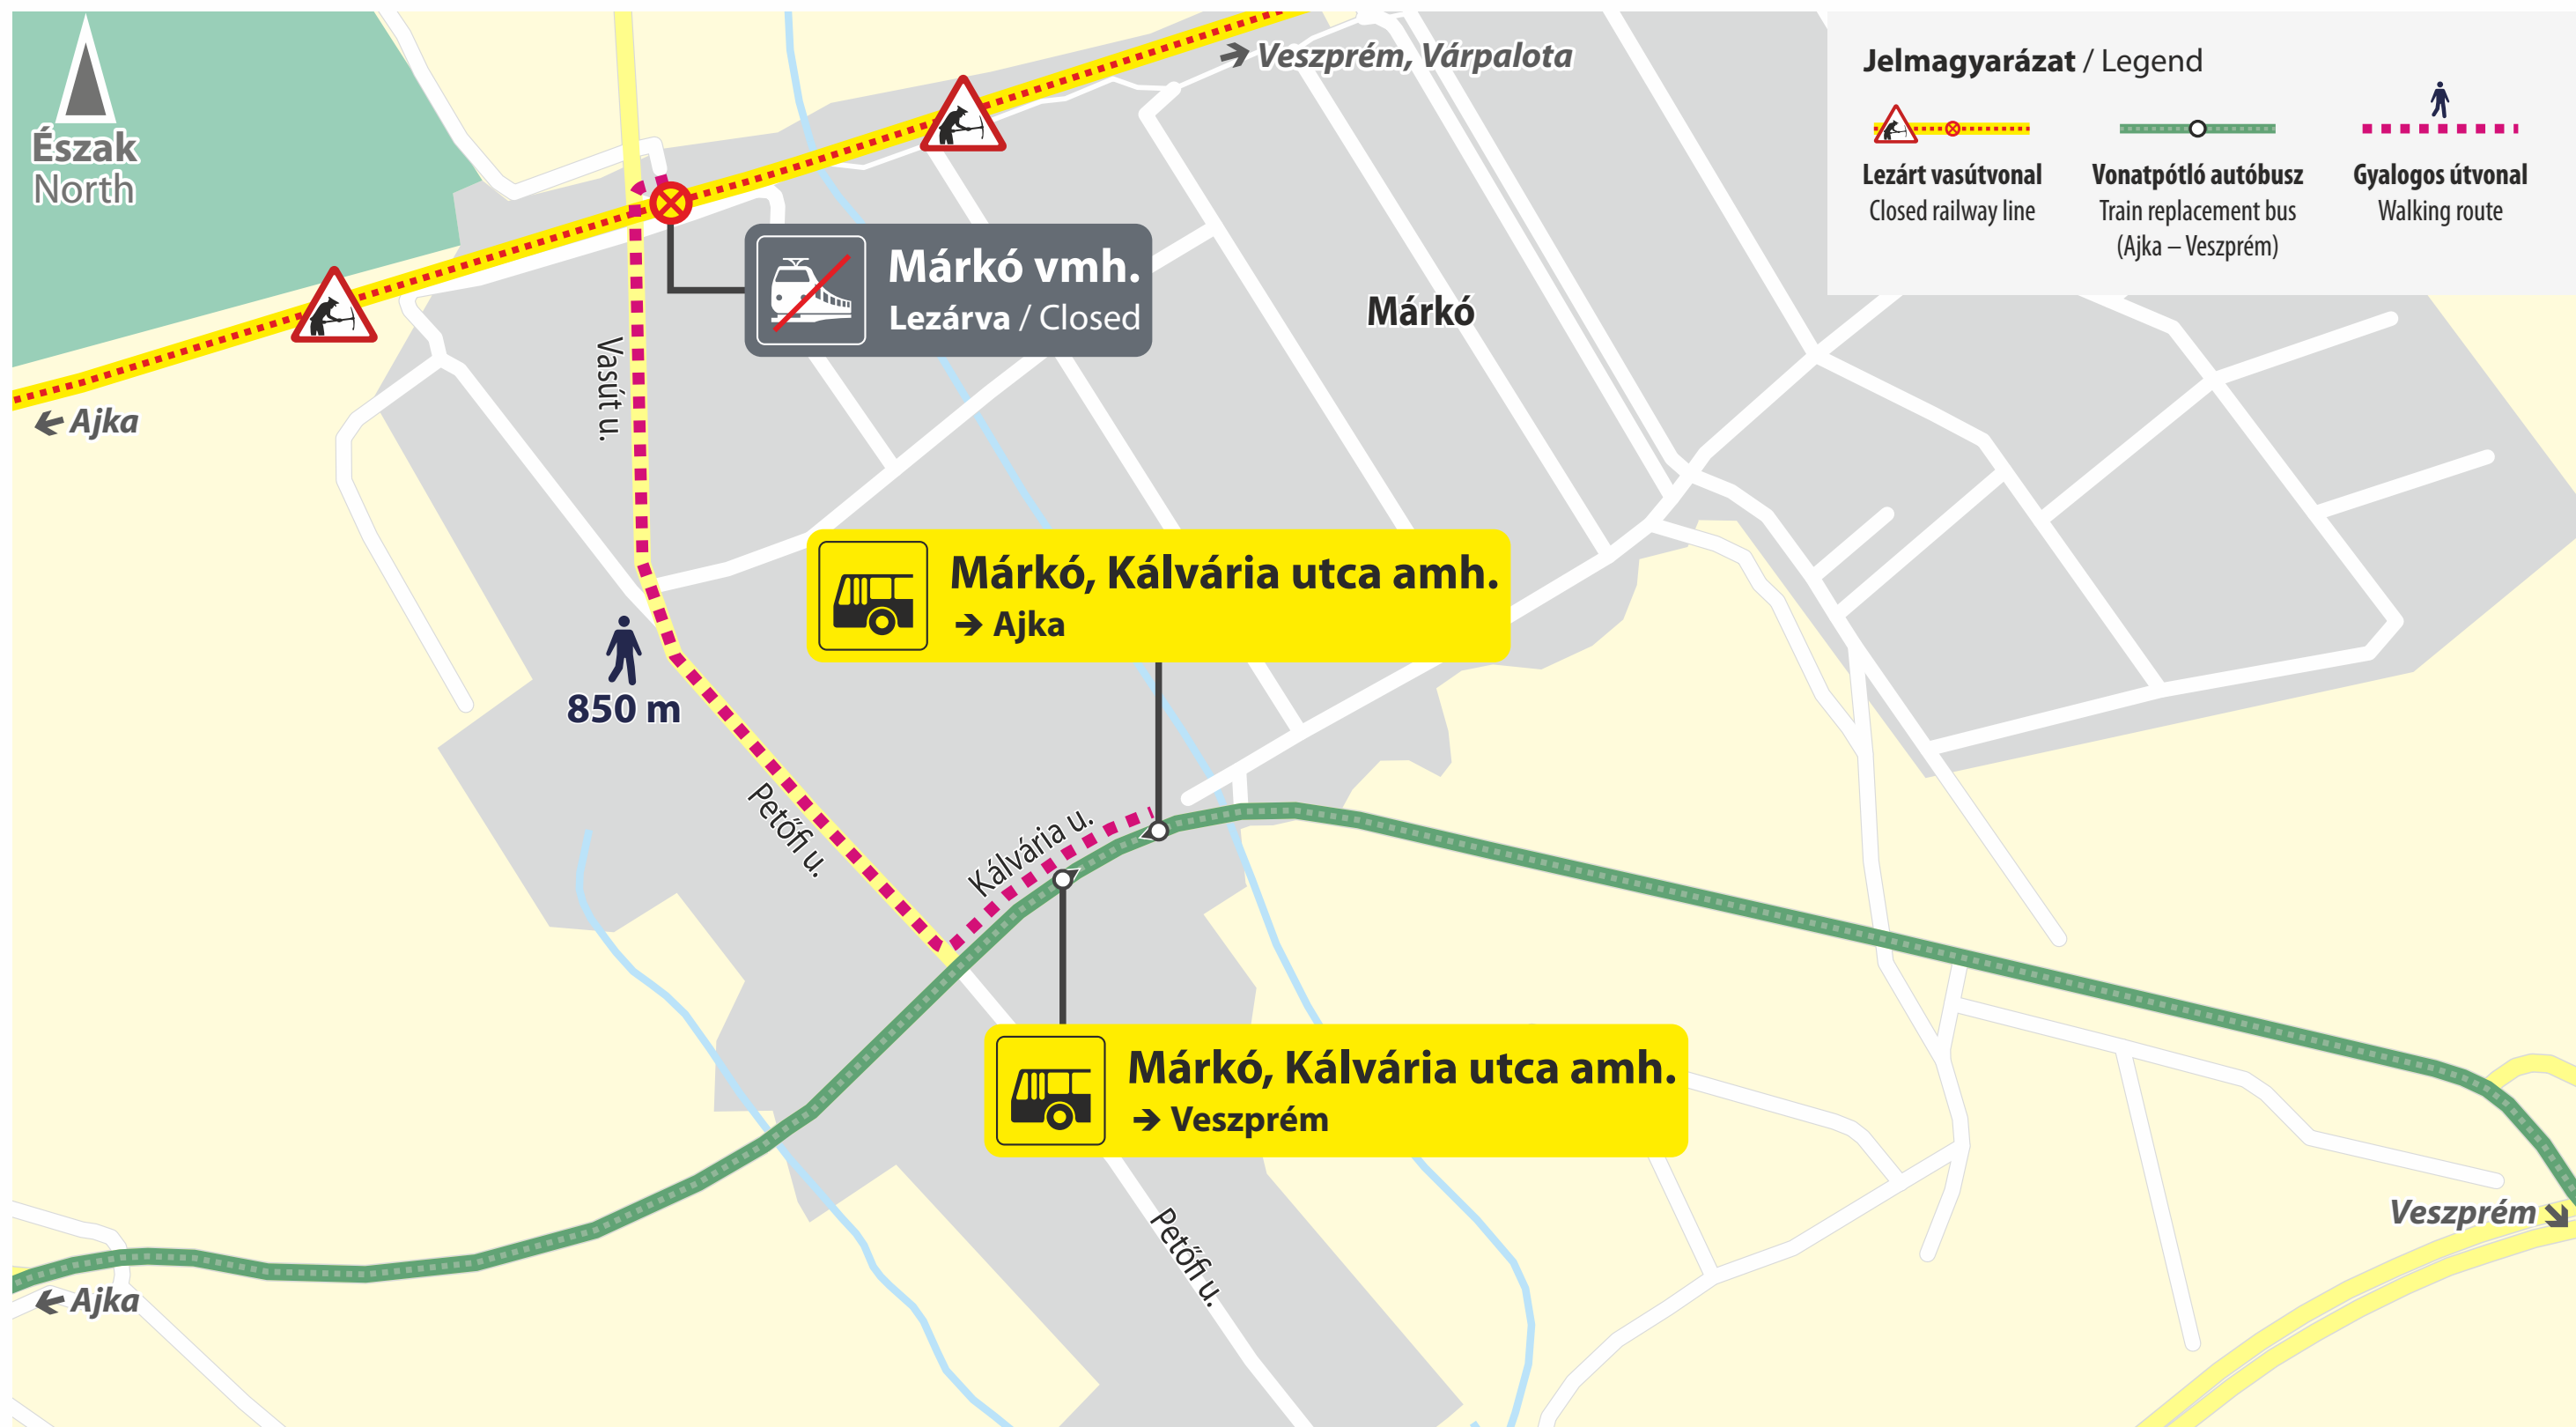 Észak
North
Veszprém, Várpalota
Jelmagyarázat / Legend
Lezárt vasútvonal
Closed railway line
Vonatpótló autóbusz
Train replacement bus
(Ajka – Veszprém)
Gyalogos útvonal
Walking route
Márkó vmh.
Lezárva / Closed
Márkó
Ajka
Vasút u.
Márkó, Kálvária utca amh.
→ Ajka
850 m
Petőfi u.
Kálvária u.
Márkó, Kálvária utca amh.
→ Veszprém
Veszprém
Petőfi u.
Ajka